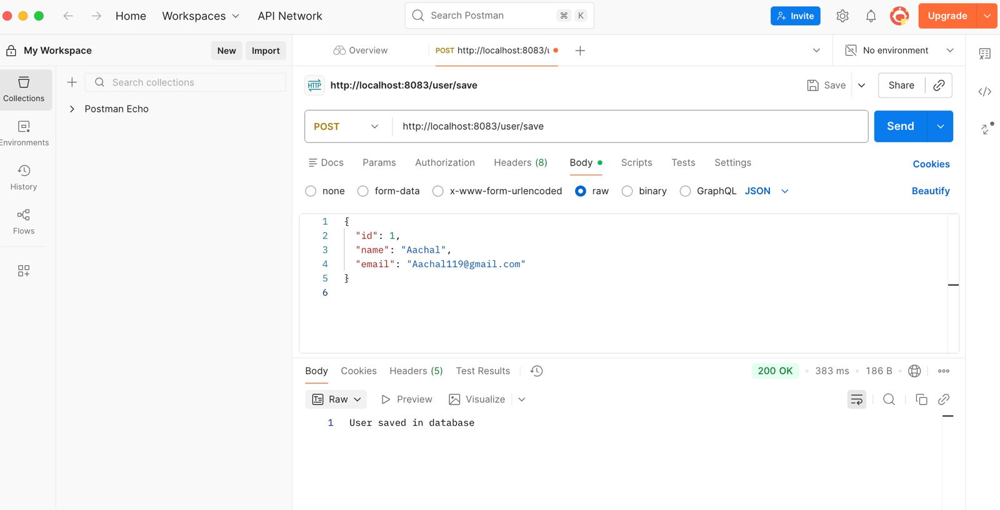 Home Workspaces API Network Search Postman ⌘ K Invite Upgrade
My Workspace New Import Overview POST http://localhost:8083/u No environment
Collections
Search collections
Postman Echo
Environments
History
Flows
HTTP http://localhost:8083/user/save Save Share
POST http://localhost:8083/user/save Send
Docs Params Authorization Headers (8) Body Scripts Tests Settings Cookies
none form-data x-www-form-urlencoded raw binary GraphQL JSON Beautify
1 {
2 "id": 1,
3 "name": "Aachal",
4 "email": "Aachal119@gmail.com"
5 }
6
Body Cookies Headers (5) Test Results 200 OK • 383 ms • 186 B •
Raw Preview Visualize
1 User saved in database